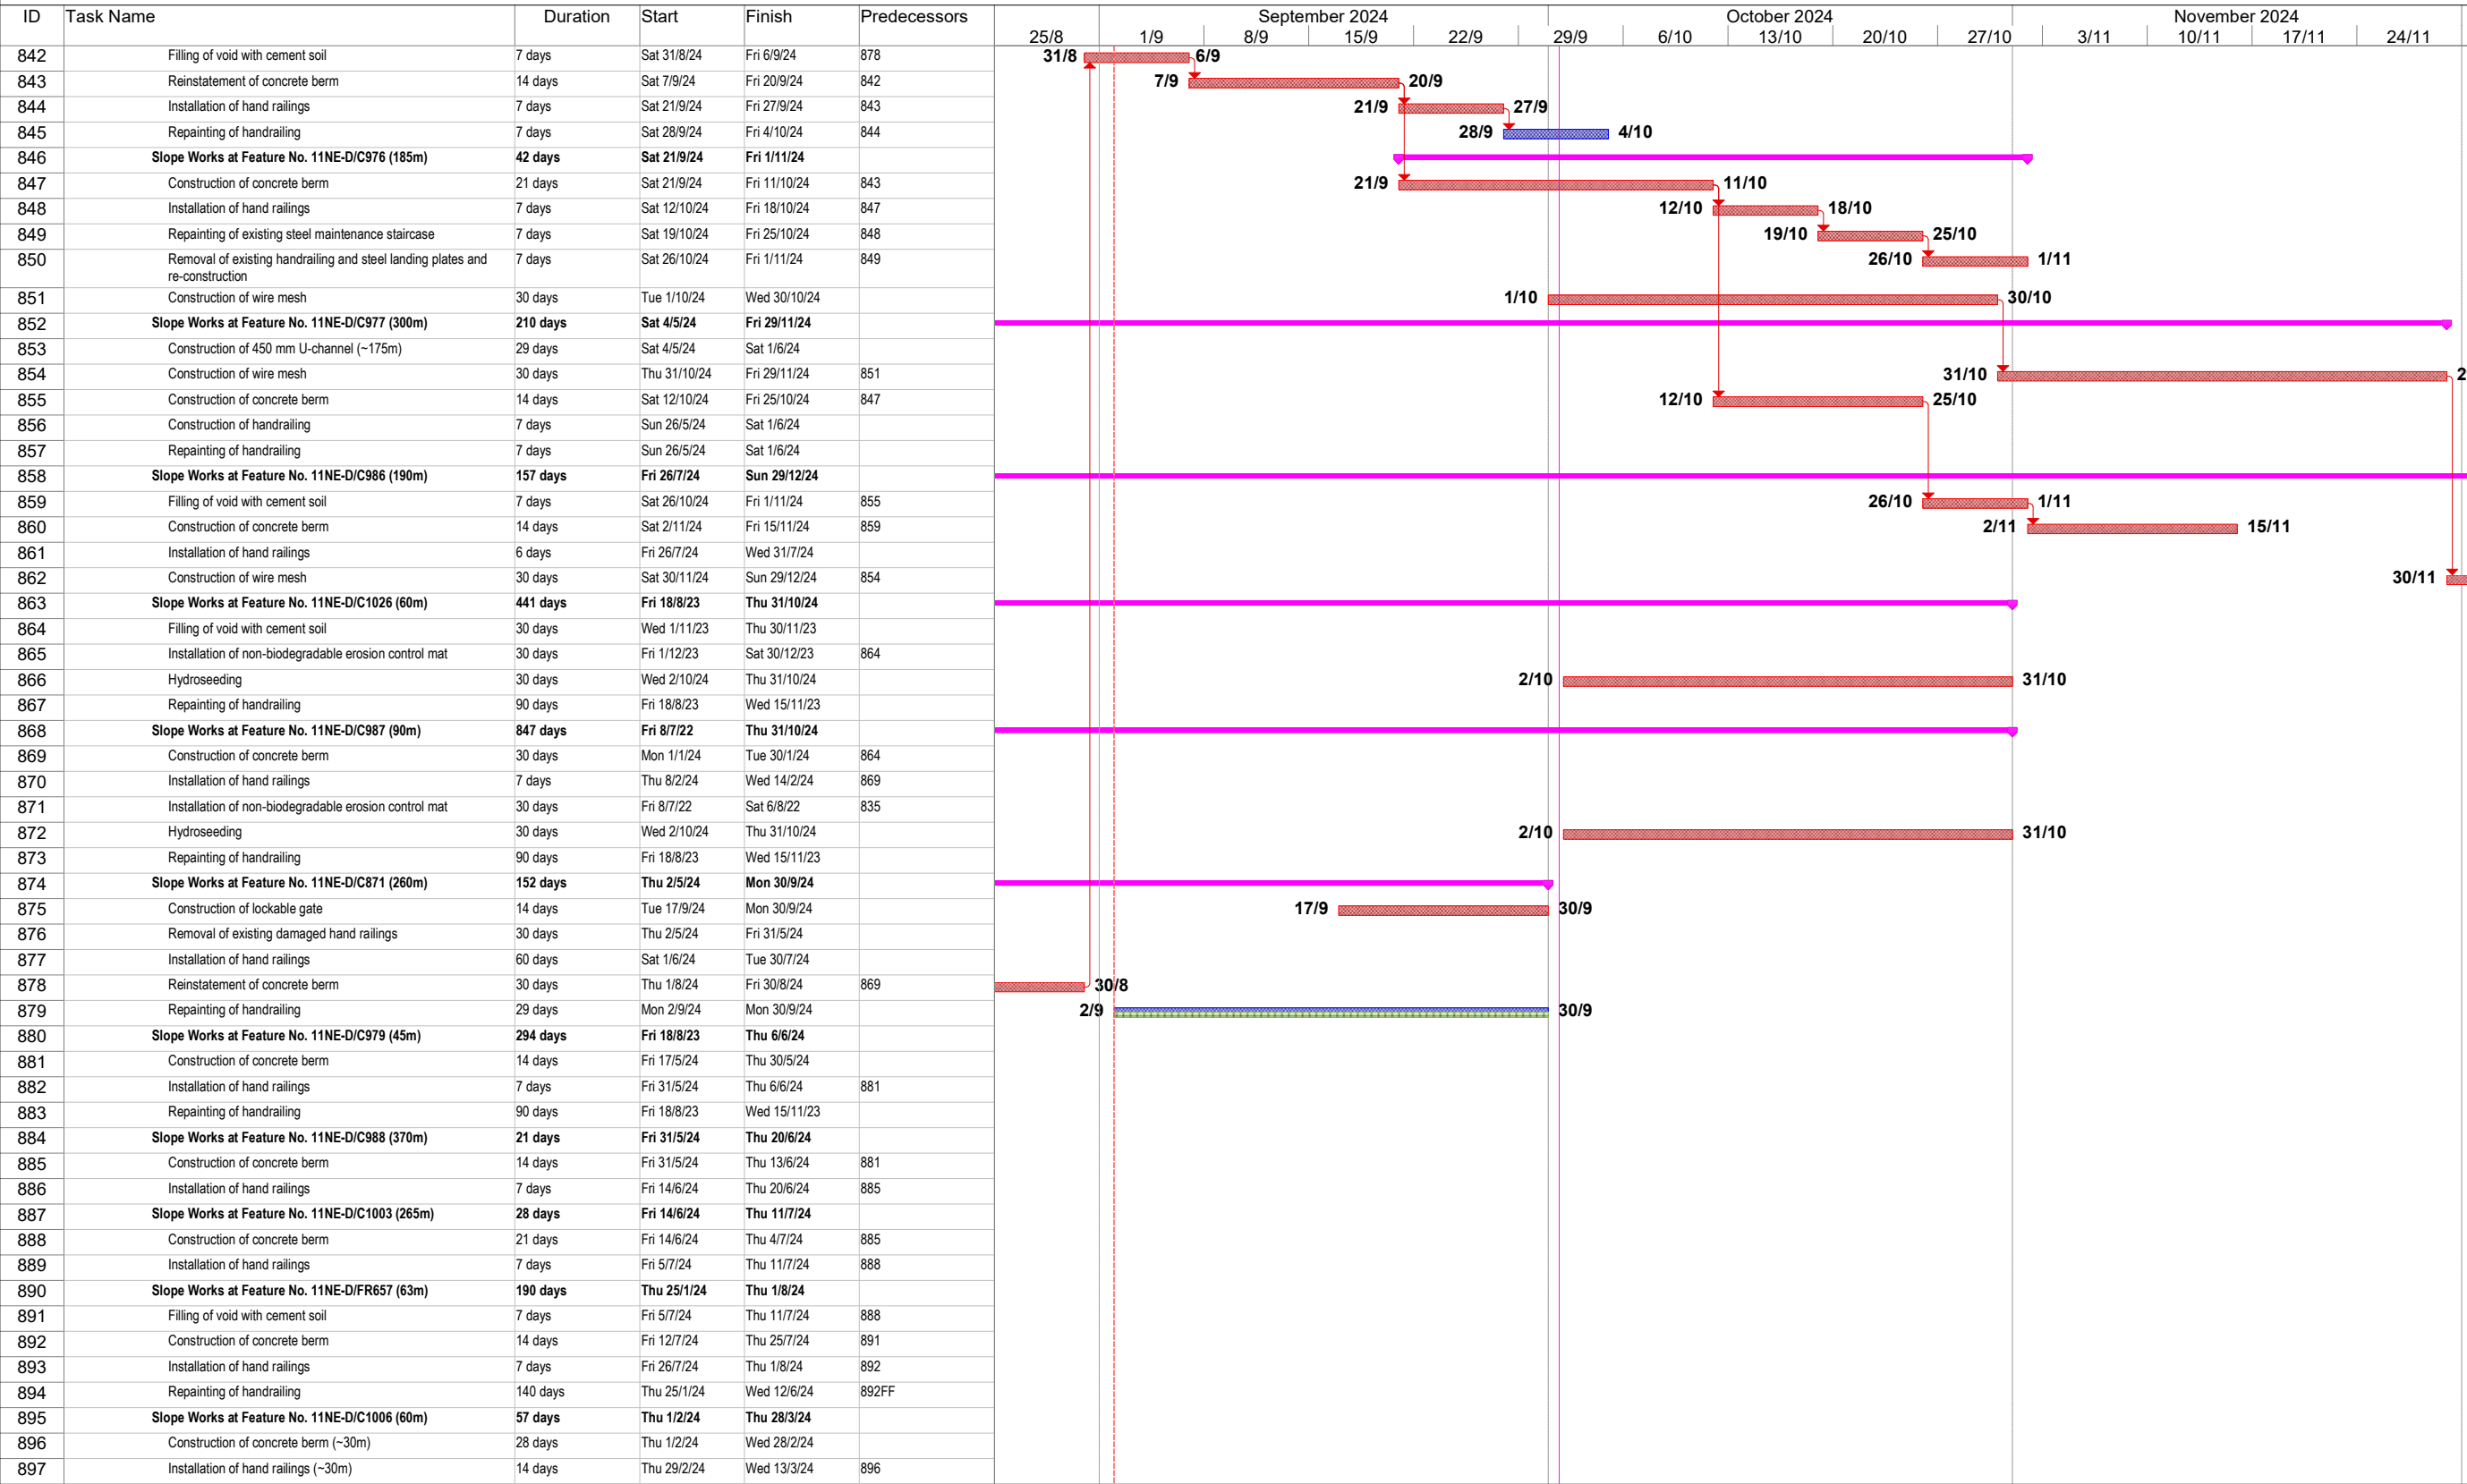 ID Task Name Duration Start Finish Predecessors September 2024 October 2024 November 2024
25/8 1/9 8/9 15/9 22/9 29/9 6/10 13/10 20/10 27/10 3/11 10/11 17/11 24/11
842 Filling of void with cement soil 7 days Sat 31/8/24 Fri 6/9/24 878 31/8 6/9
843 Reinstatement of concrete berm 14 days Sat 7/9/24 Fri 20/9/24 842 7/9 20/9
844 Installation of hand railings 7 days Sat 21/9/24 Fri 27/9/24 843 21/9 27/9
845 Repainting of handrailing 7 days Sat 28/9/24 Fri 4/10/24 844 28/9 4/10
846 Slope Works at Feature No. 11NE-D/C976 (185m) 42 days Sat 21/9/24 Fri 1/11/24
847 Construction of concrete berm 21 days Sat 21/9/24 Fri 11/10/24 843 21/9 11/10
848 Installation of hand railings 7 days Sat 12/10/24 Fri 18/10/24 847 12/10 18/10
849 Repainting of existing steel maintenance staircase 7 days Sat 19/10/24 Fri 25/10/24 848 19/10 25/10
850 Removal of existing handrailing and steel landing plates and 7 days Sat 26/10/24 Fri 1/11/24 849 26/10 1/11
re-construction
851 Construction of wire mesh 30 days Tue 1/10/24 Wed 30/10/24 1/10 30/10
852 Slope Works at Feature No. 11NE-D/C977 (300m) 210 days Sat 4/5/24 Fri 29/11/24
853 Construction of 450 mm U-channel (~175m) 29 days Sat 4/5/24 Sat 1/6/24
854 Construction of wire mesh 30 days Thu 31/10/24 Fri 29/11/24 851 31/10 2
855 Construction of concrete berm 14 days Sat 12/10/24 Fri 25/10/24 847 12/10 25/10
856 Construction of handrailing 7 days Sun 26/5/24 Sat 1/6/24
857 Repainting of handrailing 7 days Sun 26/5/24 Sat 1/6/24
858 Slope Works at Feature No. 11NE-D/C986 (190m) 157 days Fri 26/7/24 Sun 29/12/24
859 Filling of void with cement soil 7 days Sat 26/10/24 Fri 1/11/24 855 26/10 1/11
860 Construction of concrete berm 14 days Sat 2/11/24 Fri 15/11/24 859 2/11 15/11
861 Installation of hand railings 6 days Fri 26/7/24 Wed 31/7/24
862 Construction of wire mesh 30 days Sat 30/11/24 Sun 29/12/24 854 30/11
863 Slope Works at Feature No. 11NE-D/C1026 (60m) 441 days Fri 18/8/23 Thu 31/10/24
864 Filling of void with cement soil 30 days Wed 1/11/23 Thu 30/11/23
865 Installation of non-biodegradable erosion control mat 30 days Fri 1/12/23 Sat 30/12/23 864
866 Hydroseeding 30 days Wed 2/10/24 Thu 31/10/24 2/10 31/10
867 Repainting of handrailing 90 days Fri 18/8/23 Wed 15/11/23
868 Slope Works at Feature No. 11NE-D/C987 (90m) 847 days Fri 8/7/22 Thu 31/10/24
869 Construction of concrete berm 30 days Mon 1/1/24 Tue 30/1/24 864
870 Installation of hand railings 7 days Thu 8/2/24 Wed 14/2/24 869
871 Installation of non-biodegradable erosion control mat 30 days Fri 8/7/22 Sat 6/8/22 835
872 Hydroseeding 30 days Wed 2/10/24 Thu 31/10/24 2/10 31/10
873 Repainting of handrailing 90 days Fri 18/8/23 Wed 15/11/23
874 Slope Works at Feature No. 11NE-D/C871 (260m) 152 days Thu 2/5/24 Mon 30/9/24
875 Construction of lockable gate 14 days Tue 17/9/24 Mon 30/9/24 17/9 30/9
876 Removal of existing damaged hand railings 30 days Thu 2/5/24 Fri 31/5/24
877 Installation of hand railings 60 days Sat 1/6/24 Tue 30/7/24
878 Reinstatement of concrete berm 30 days Thu 1/8/24 Fri 30/8/24 869 30/8
879 Repainting of handrailing 29 days Mon 2/9/24 Mon 30/9/24 2/9 30/9
880 Slope Works at Feature No. 11NE-D/C979 (45m) 294 days Fri 18/8/23 Thu 6/6/24
881 Construction of concrete berm 14 days Fri 17/5/24 Thu 30/5/24
882 Installation of hand railings 7 days Fri 31/5/24 Thu 6/6/24 881
883 Repainting of handrailing 90 days Fri 18/8/23 Wed 15/11/23
884 Slope Works at Feature No. 11NE-D/C988 (370m) 21 days Fri 31/5/24 Thu 20/6/24
885 Construction of concrete berm 14 days Fri 31/5/24 Thu 13/6/24 881
886 Installation of hand railings 7 days Fri 14/6/24 Thu 20/6/24 885
887 Slope Works at Feature No. 11NE-D/C1003 (265m) 28 days Fri 14/6/24 Thu 11/7/24
888 Construction of concrete berm 21 days Fri 14/6/24 Thu 4/7/24 885
889 Installation of hand railings 7 days Fri 5/7/24 Thu 11/7/24 888
890 Slope Works at Feature No. 11NE-D/FR657 (63m) 190 days Thu 25/1/24 Thu 1/8/24
891 Filling of void with cement soil 7 days Fri 5/7/24 Thu 11/7/24 888
892 Construction of concrete berm 14 days Fri 12/7/24 Thu 25/7/24 891
893 Installation of hand railings 7 days Fri 26/7/24 Thu 1/8/24 892
894 Repainting of handrailing 140 days Thu 25/1/24 Wed 12/6/24 892FF
895 Slope Works at Feature No. 11NE-D/C1006 (60m) 57 days Thu 1/2/24 Thu 28/3/24
896 Construction of concrete berm (~30m) 28 days Thu 1/2/24 Wed 28/2/24
897 Installation of hand railings (~30m) 14 days Thu 29/2/24 Wed 13/3/24 896